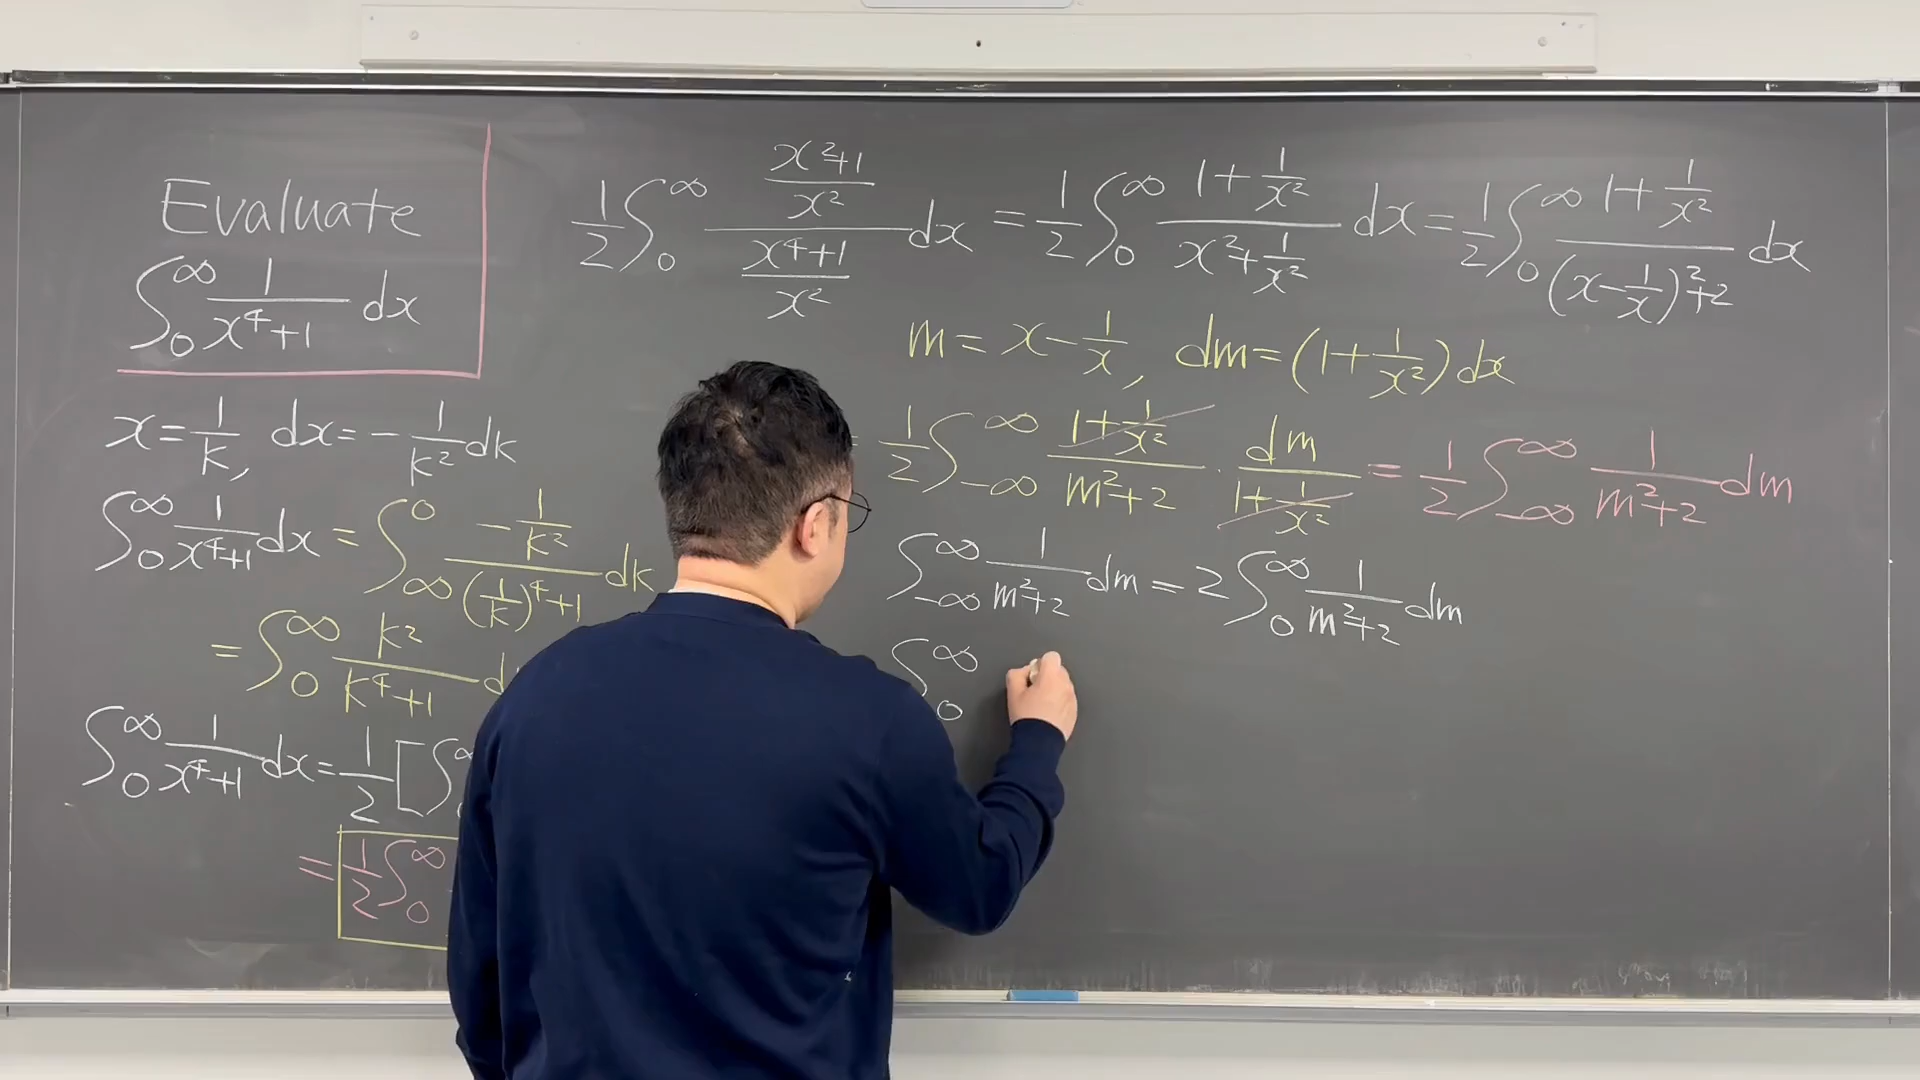 Evaluate
∫₀^∞ 1/(x⁴+1) dx
x = 1/k, dx = -1/k² dk
∫₀^∞ 1/(x⁴+1) dx = ∫_∞^0 (-1/k²)/((1/k)⁴+1) dk
= ∫₀^∞ k²/(k⁴+1) d
∫₀^∞ 1/(x⁴+1) dx = 1/2 [∫
= 1/2 ∫₀^∞
1/2 ∫₀^∞ ((x²+1)/x²)/((x⁴+1)/x²) dx = 1/2 ∫₀^∞ (1+1/x²)/(x²+1/x²) dx = 1/2 ∫₀^∞ (1+1/x²)/((x-1/x)²+2) dx
m = x - 1/x, dm = (1+1/x²) dx
= 1/2 ∫_{-∞}^∞ (1+1/x²)/(m²+2) · dm/(1+1/x²) = 1/2 ∫_{-∞}^∞ 1/(m²+2) dm
∫_{-∞}^∞ 1/(m²+2) dm = 2 ∫₀^∞ 1/(m²+2) dm
∫₀^∞